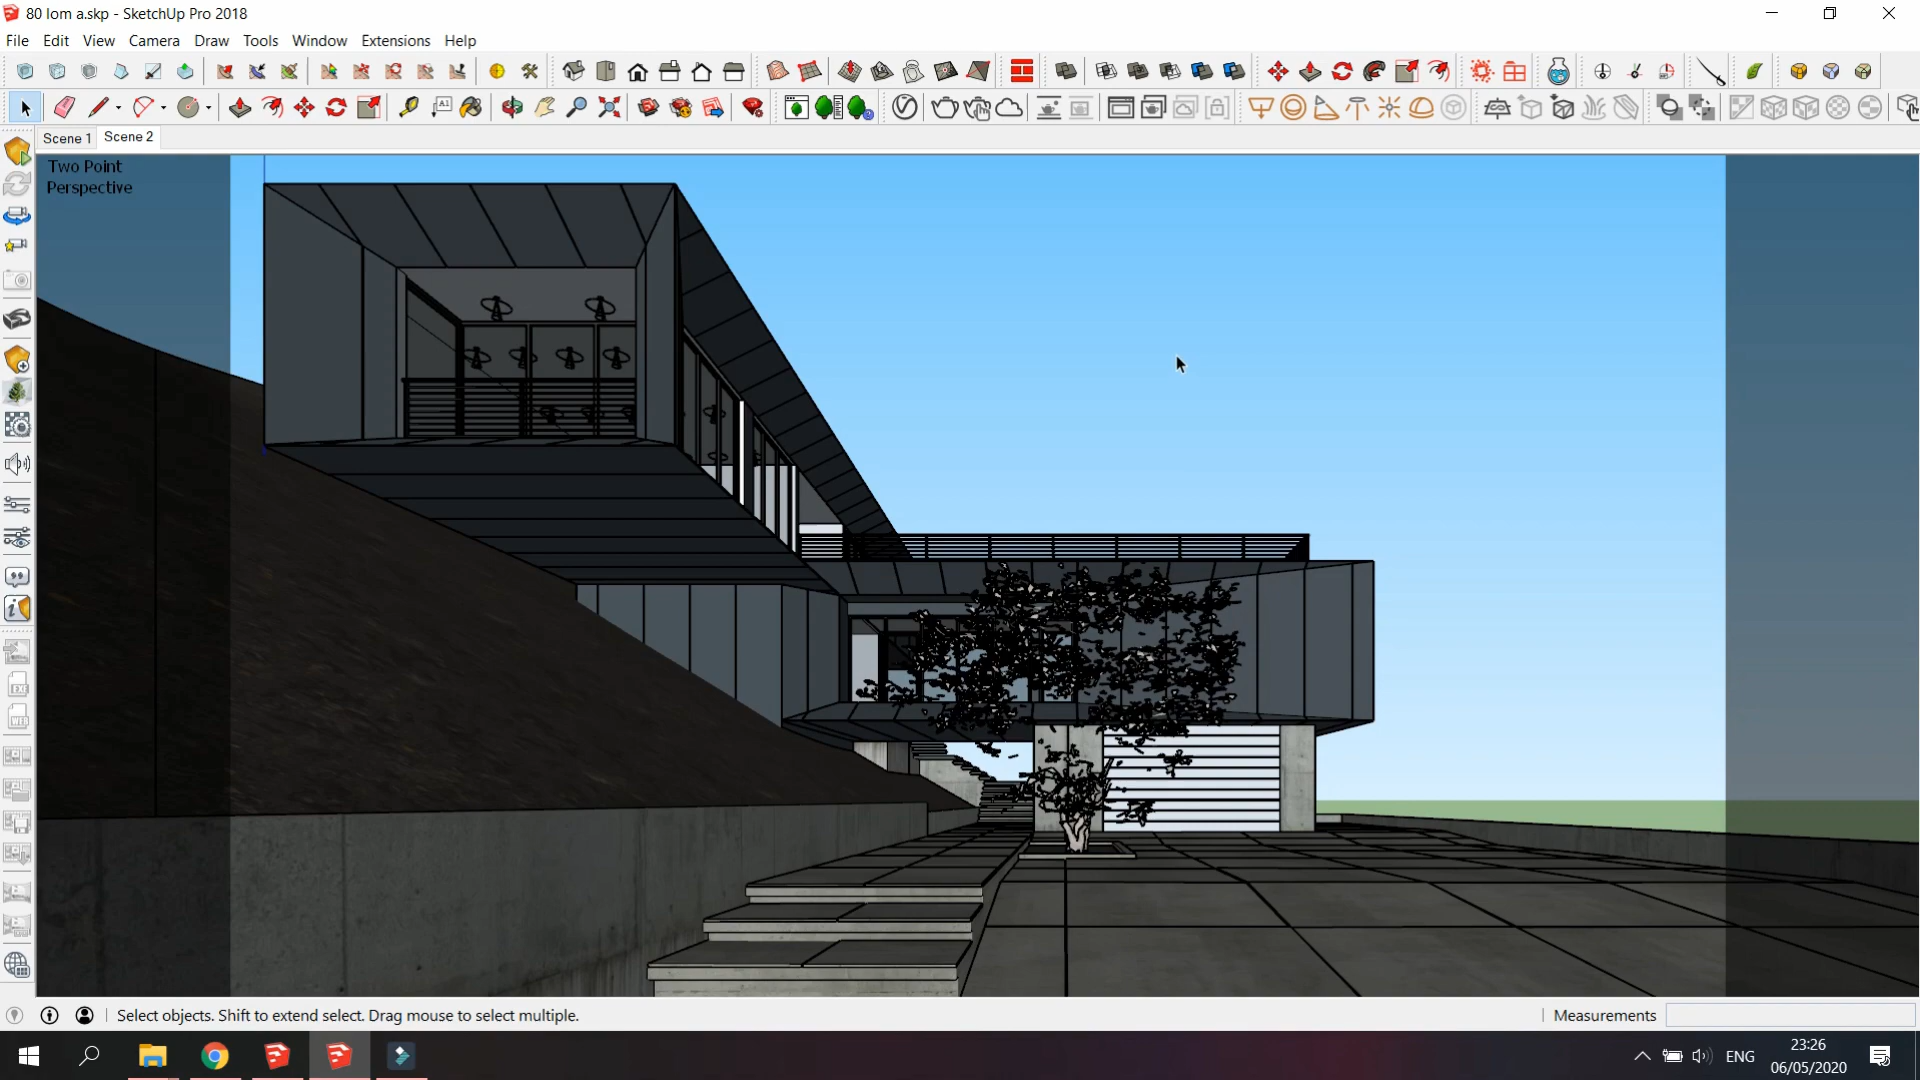 80 lom a.skp - SketchUp Pro 2018
File Edit View Camera Draw Tools Window Extensions Help
Scene 1 Scene 2
Two Point
Perspective
Select objects. Shift to extend select. Drag mouse to select multiple.
Measurements
ENG
23:26
06/05/2020